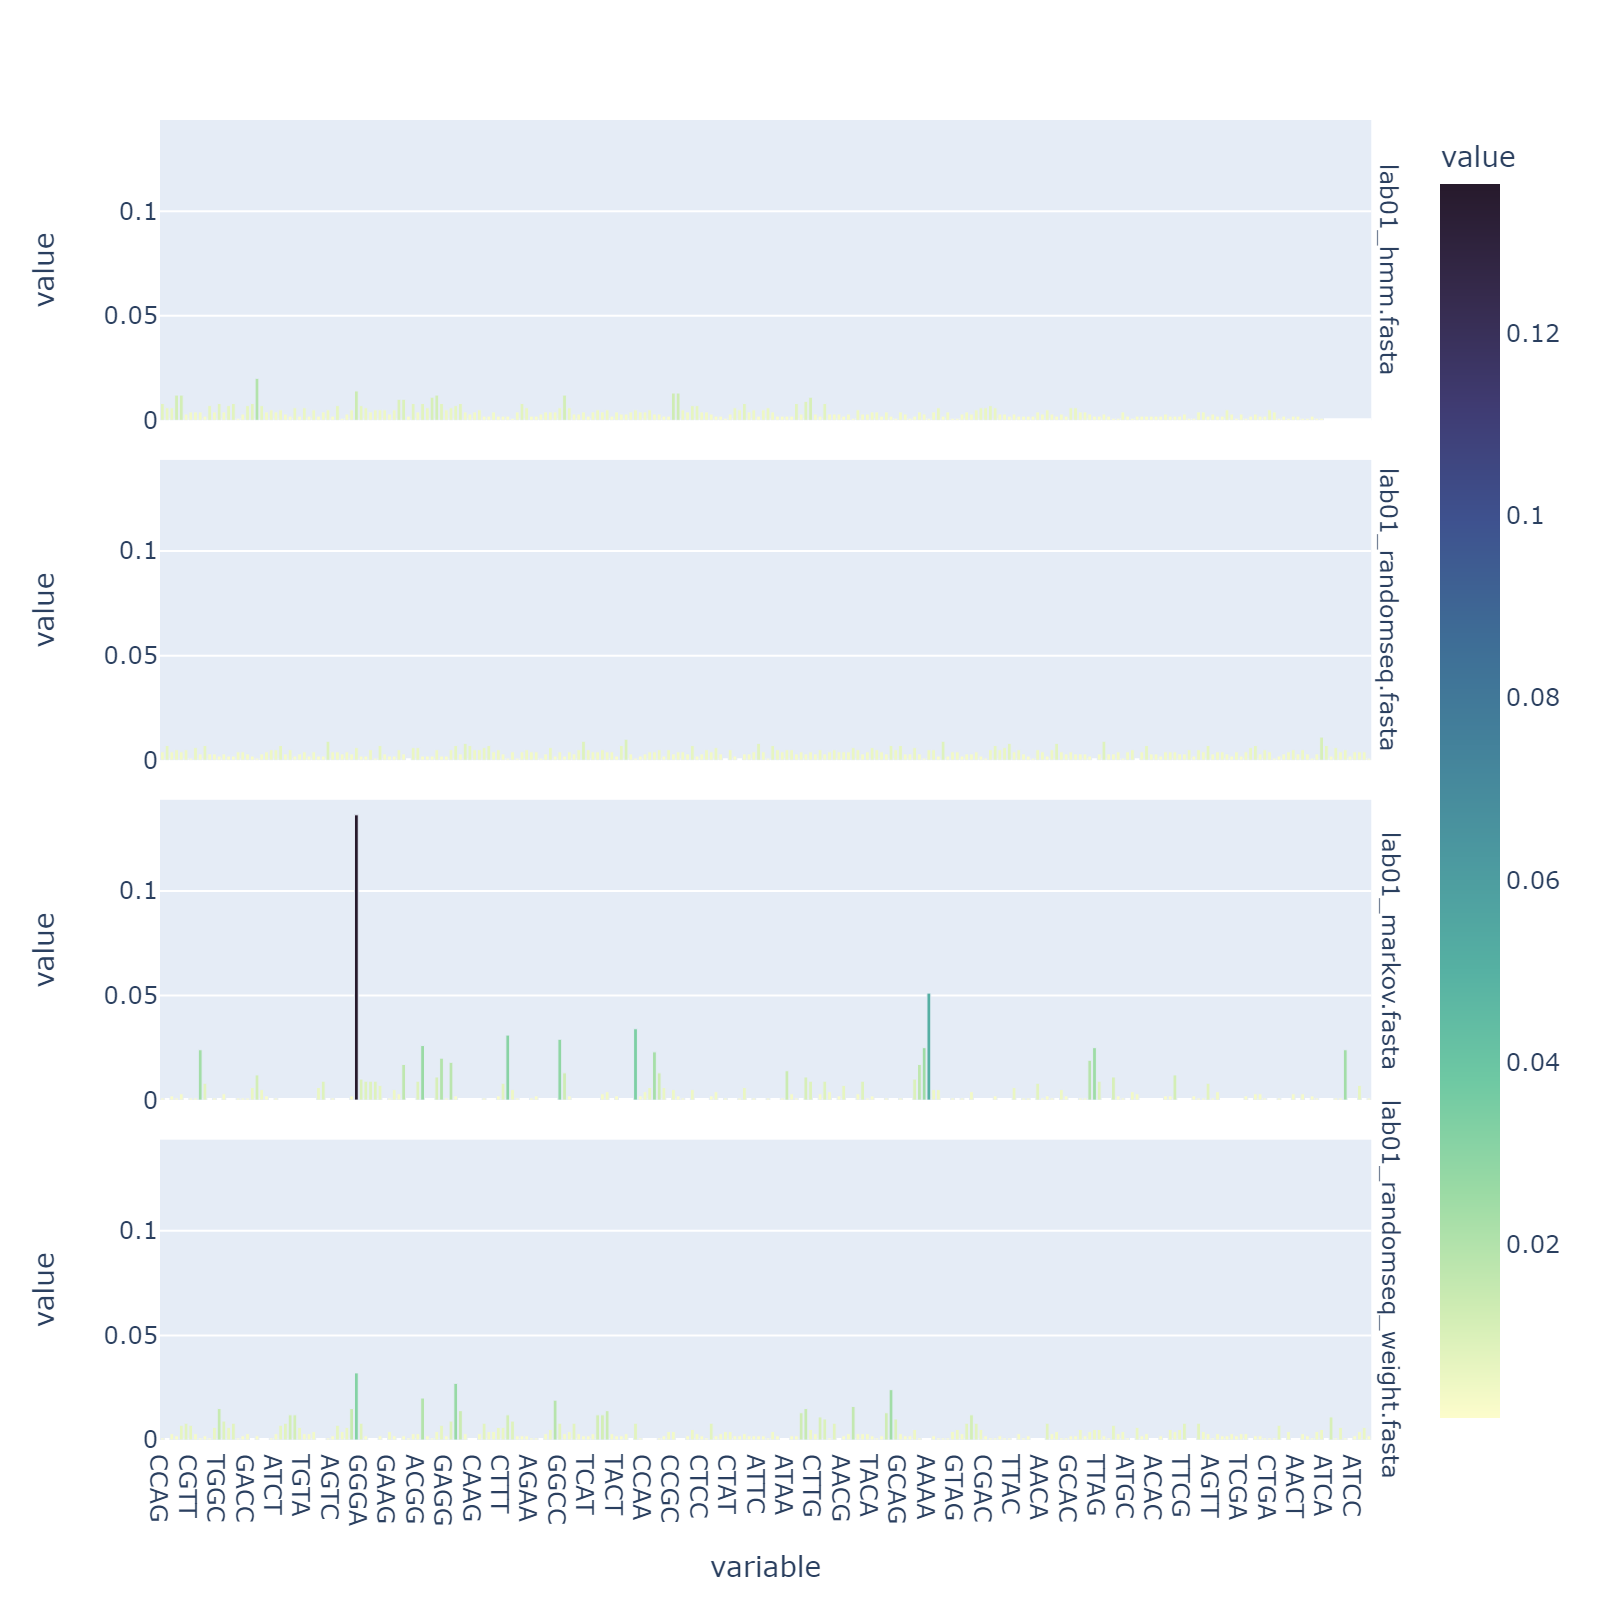 value
0.1
0.05
0
lab01_hmm.fasta
value
0.1
0.05
0
lab01_randomseq.fasta
value
0.1
0.05
0
lab01_markov.fasta
value
0.1
0.05
0
lab01_randomseq_weight.fasta
CCAG
CGTT
TGGC
GACC
ATCT
TGTA
AGTC
GGGA
GAAG
ACGG
GAGG
CAAG
CTTT
AGAA
GGCC
TCAT
TACT
CCAA
CCGC
CTCC
CTAT
ATTC
ATAA
CTTG
AACG
TACA
GCAG
AAAA
GTAG
CGAC
TTAC
AACA
GCAC
TTAG
ATGC
ACAC
TTCG
AGTT
TCGA
CTGA
AACT
ATCA
ATCC
variable
value
0.12
0.1
0.08
0.06
0.04
0.02